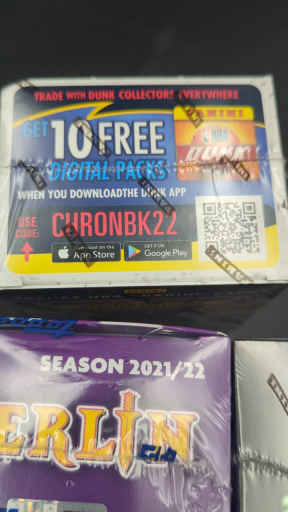 TRADE WITH DUNK COLLECTORS EVERYWHERE
GET 10 FREE
DIGITAL PACKS
WHEN YOU DOWNLOADTHE DUNK APP
USE
CODE: CHRONBK22
App Store
GET IT ON
Google Play
PANINI
NBA
DUNK
SEASON 2021/22
ERLIN